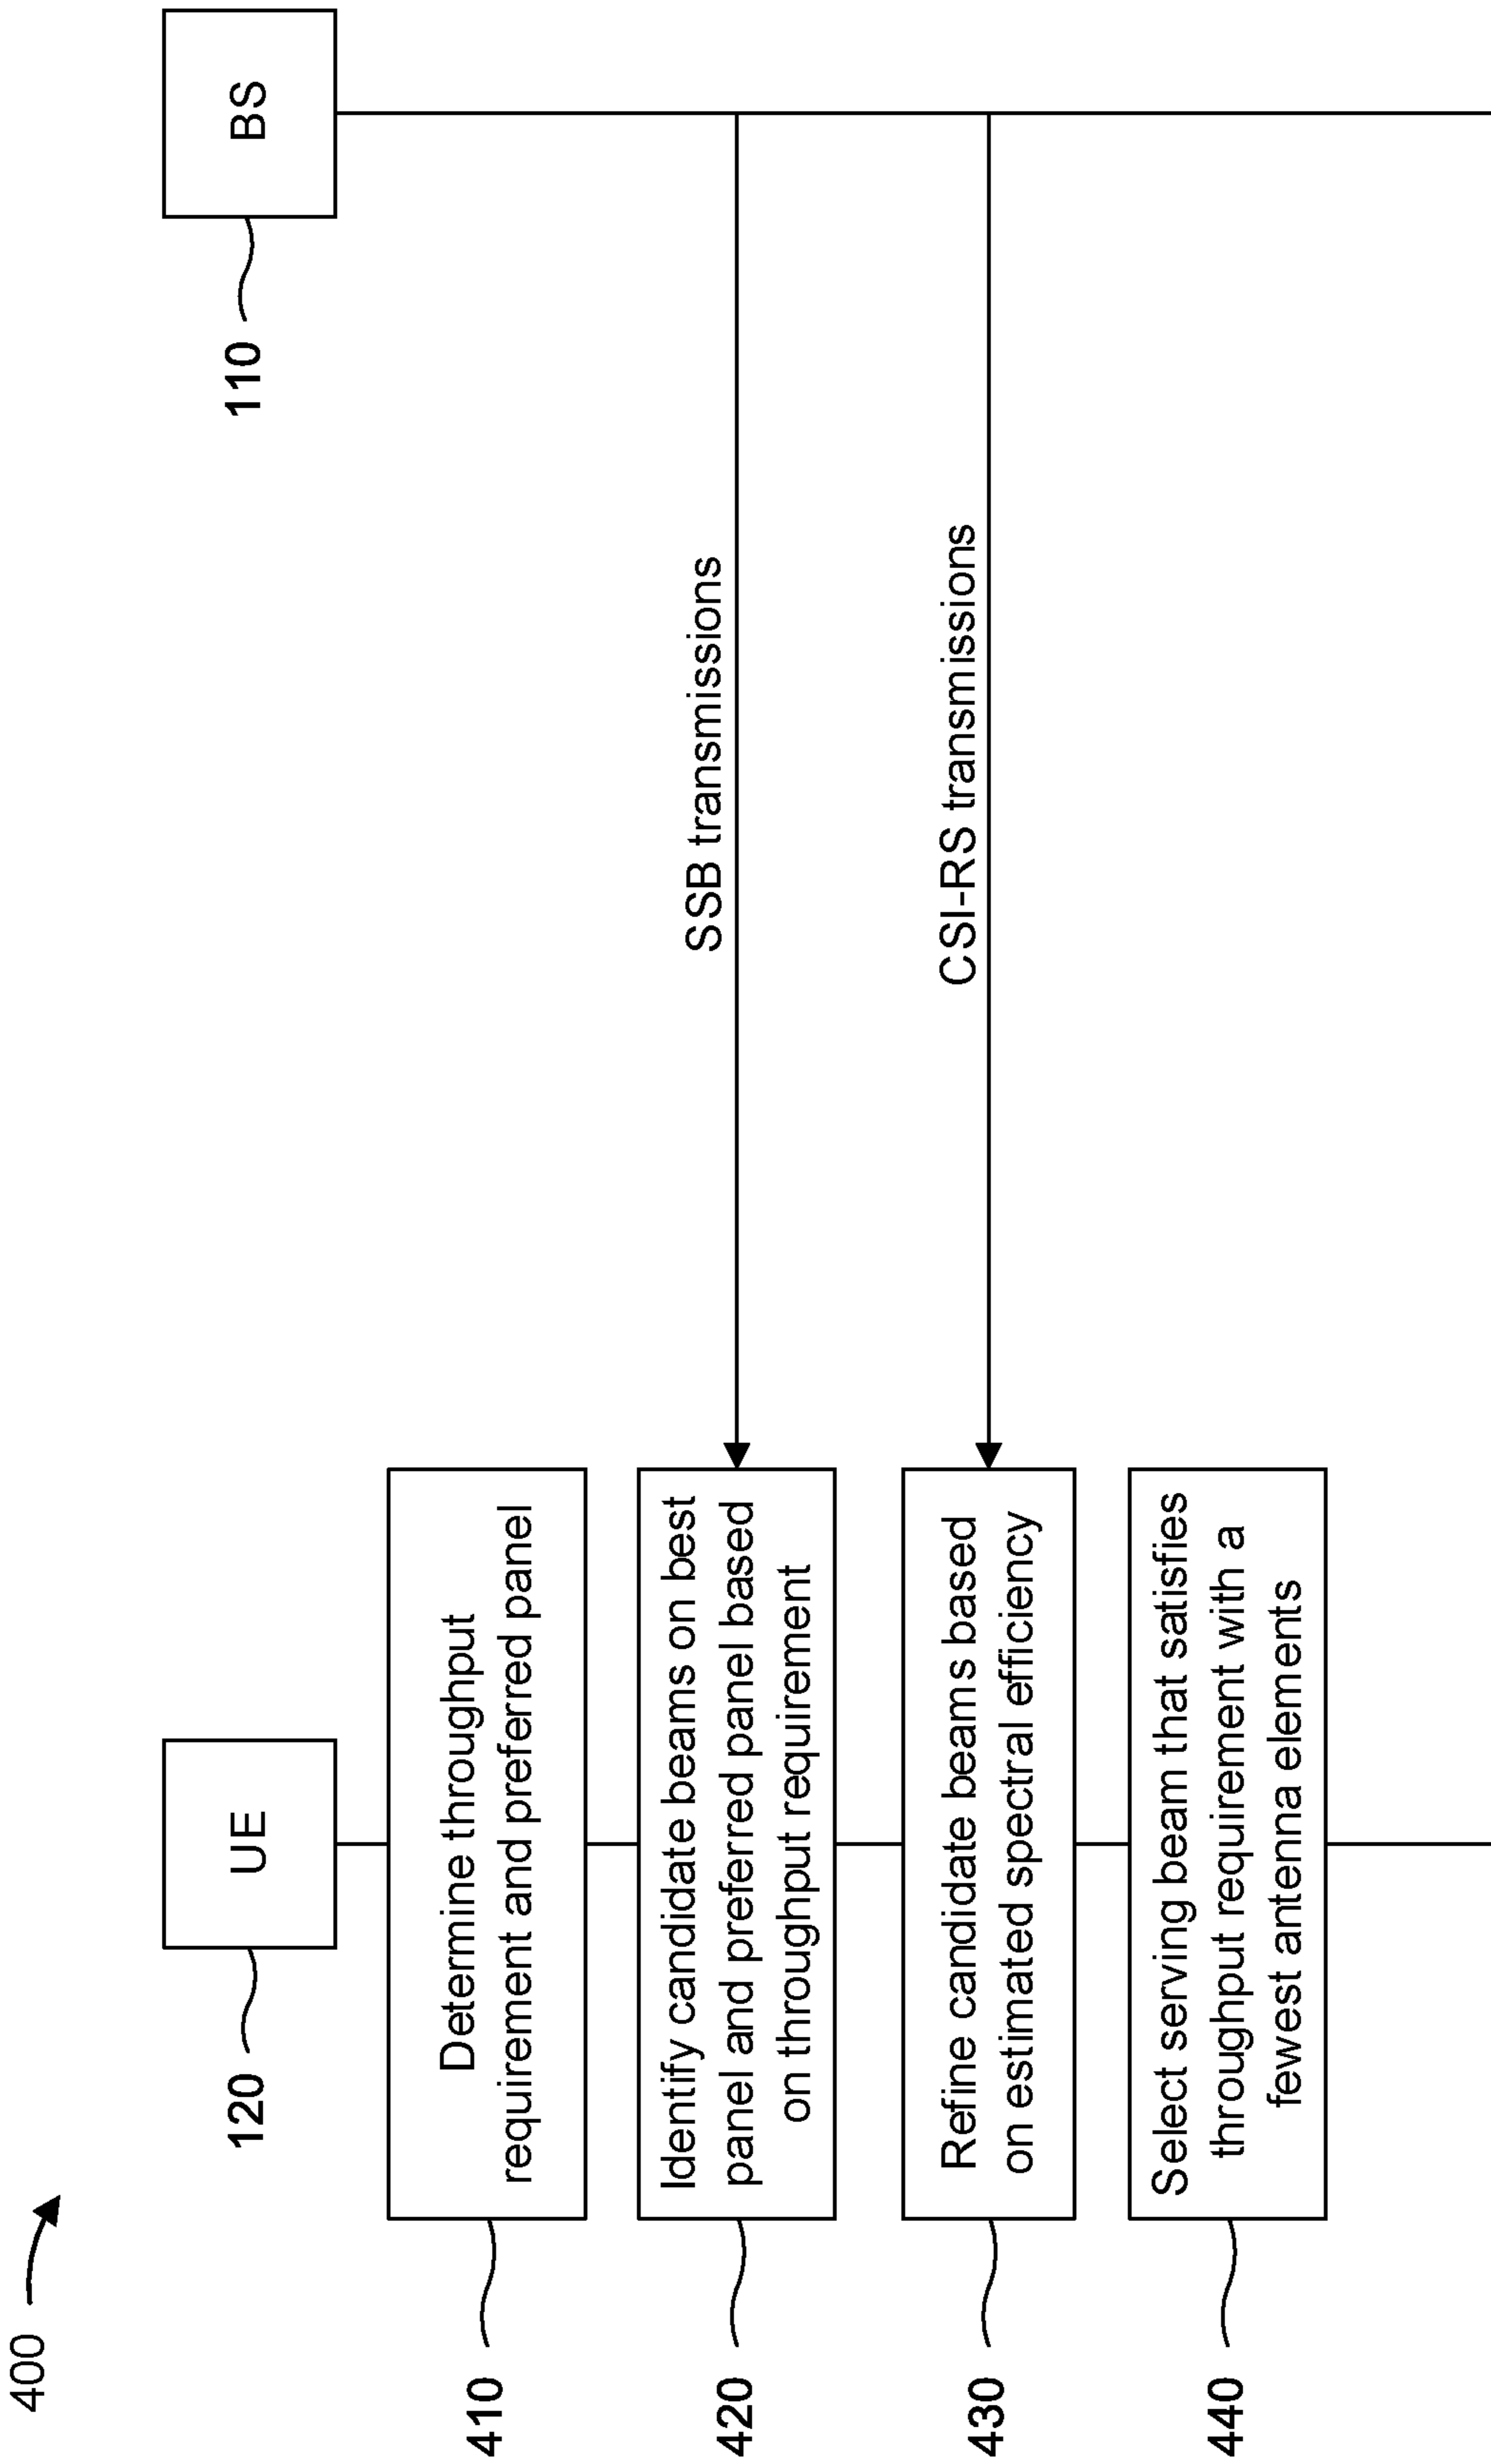 400
120
UE
110
BS
410
Determine throughput
requirement and preferred panel
420
Identify candidate beams on best
panel and preferred panel based
on throughput requirement
SSB transmissions
430
Refine candidate beams based
on estimated spectral efficiency
CSI-RS transmissions
440
Select serving beam that satisfies
throughput requirement with a
fewest antenna elements